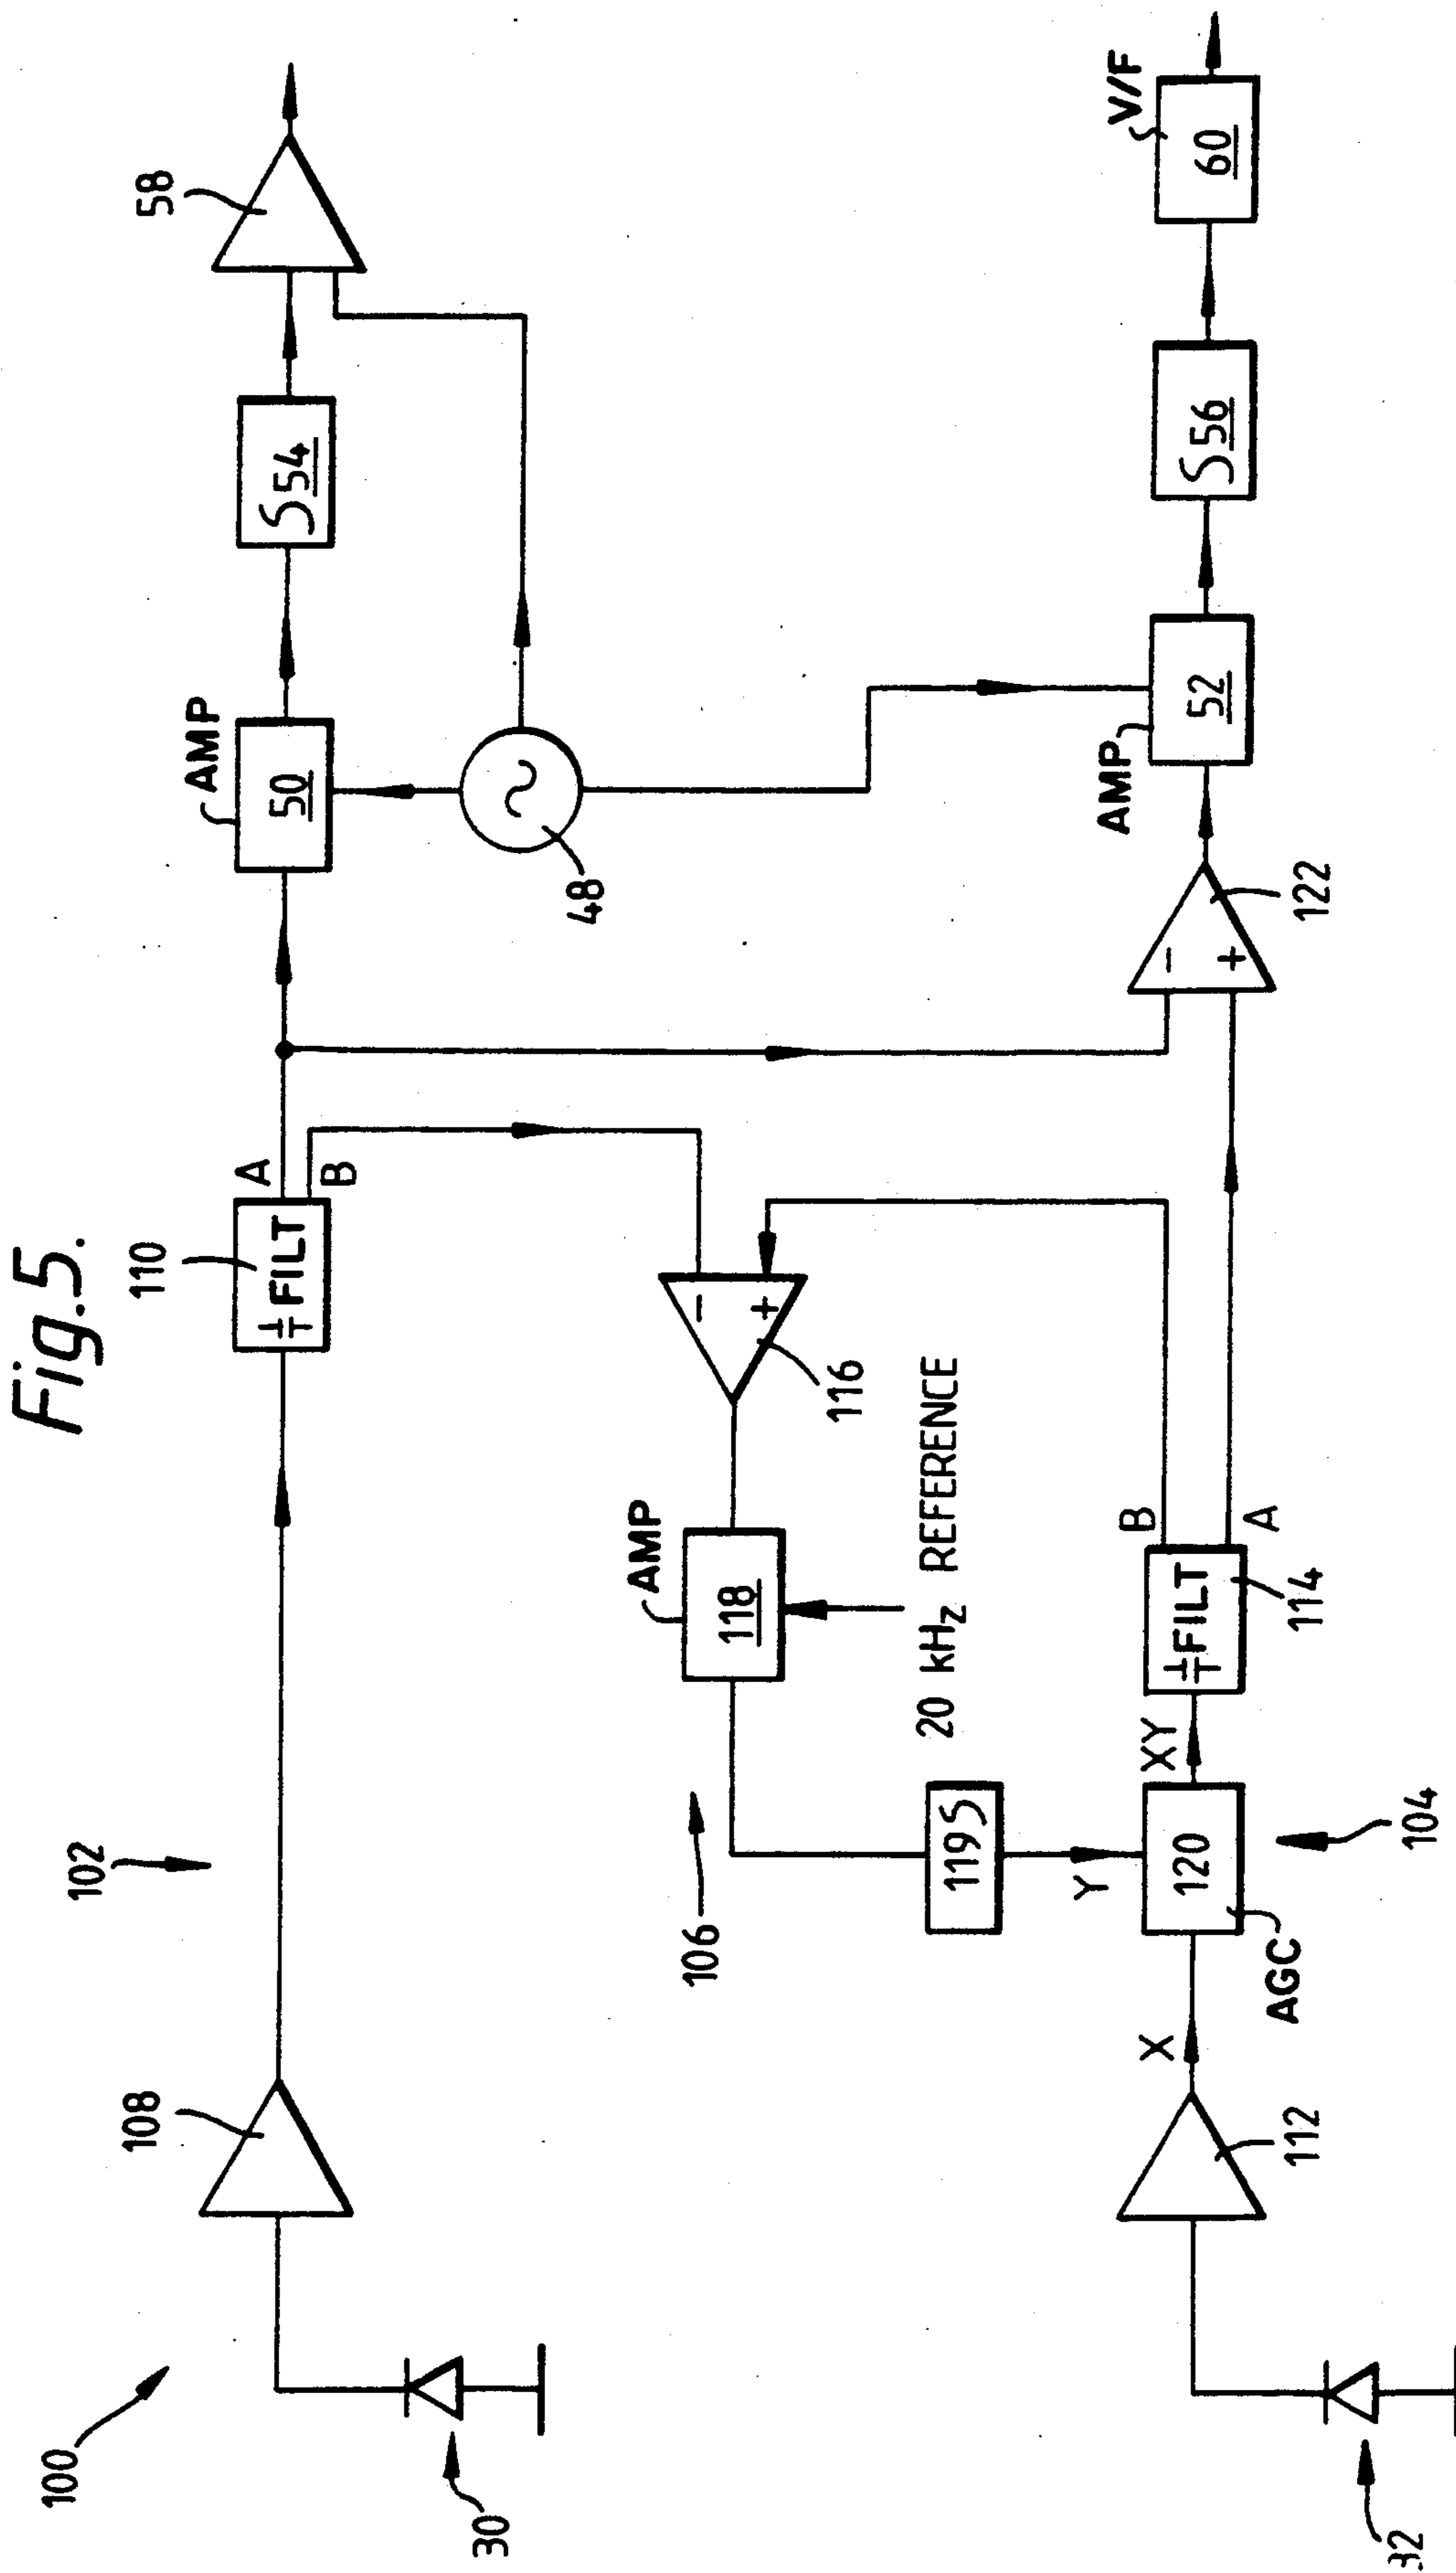 Fig.5.
100
102
108
110
FILT
A
B
AMP
50
S 54
58
30
106
AMP
118
116
- +
48
20 kHz REFERENCE
119 S
Y
X
120
AGC
XY
FILT
114
B
A
- +
122
AMP
52
S 56
V/F
60
32
112
104